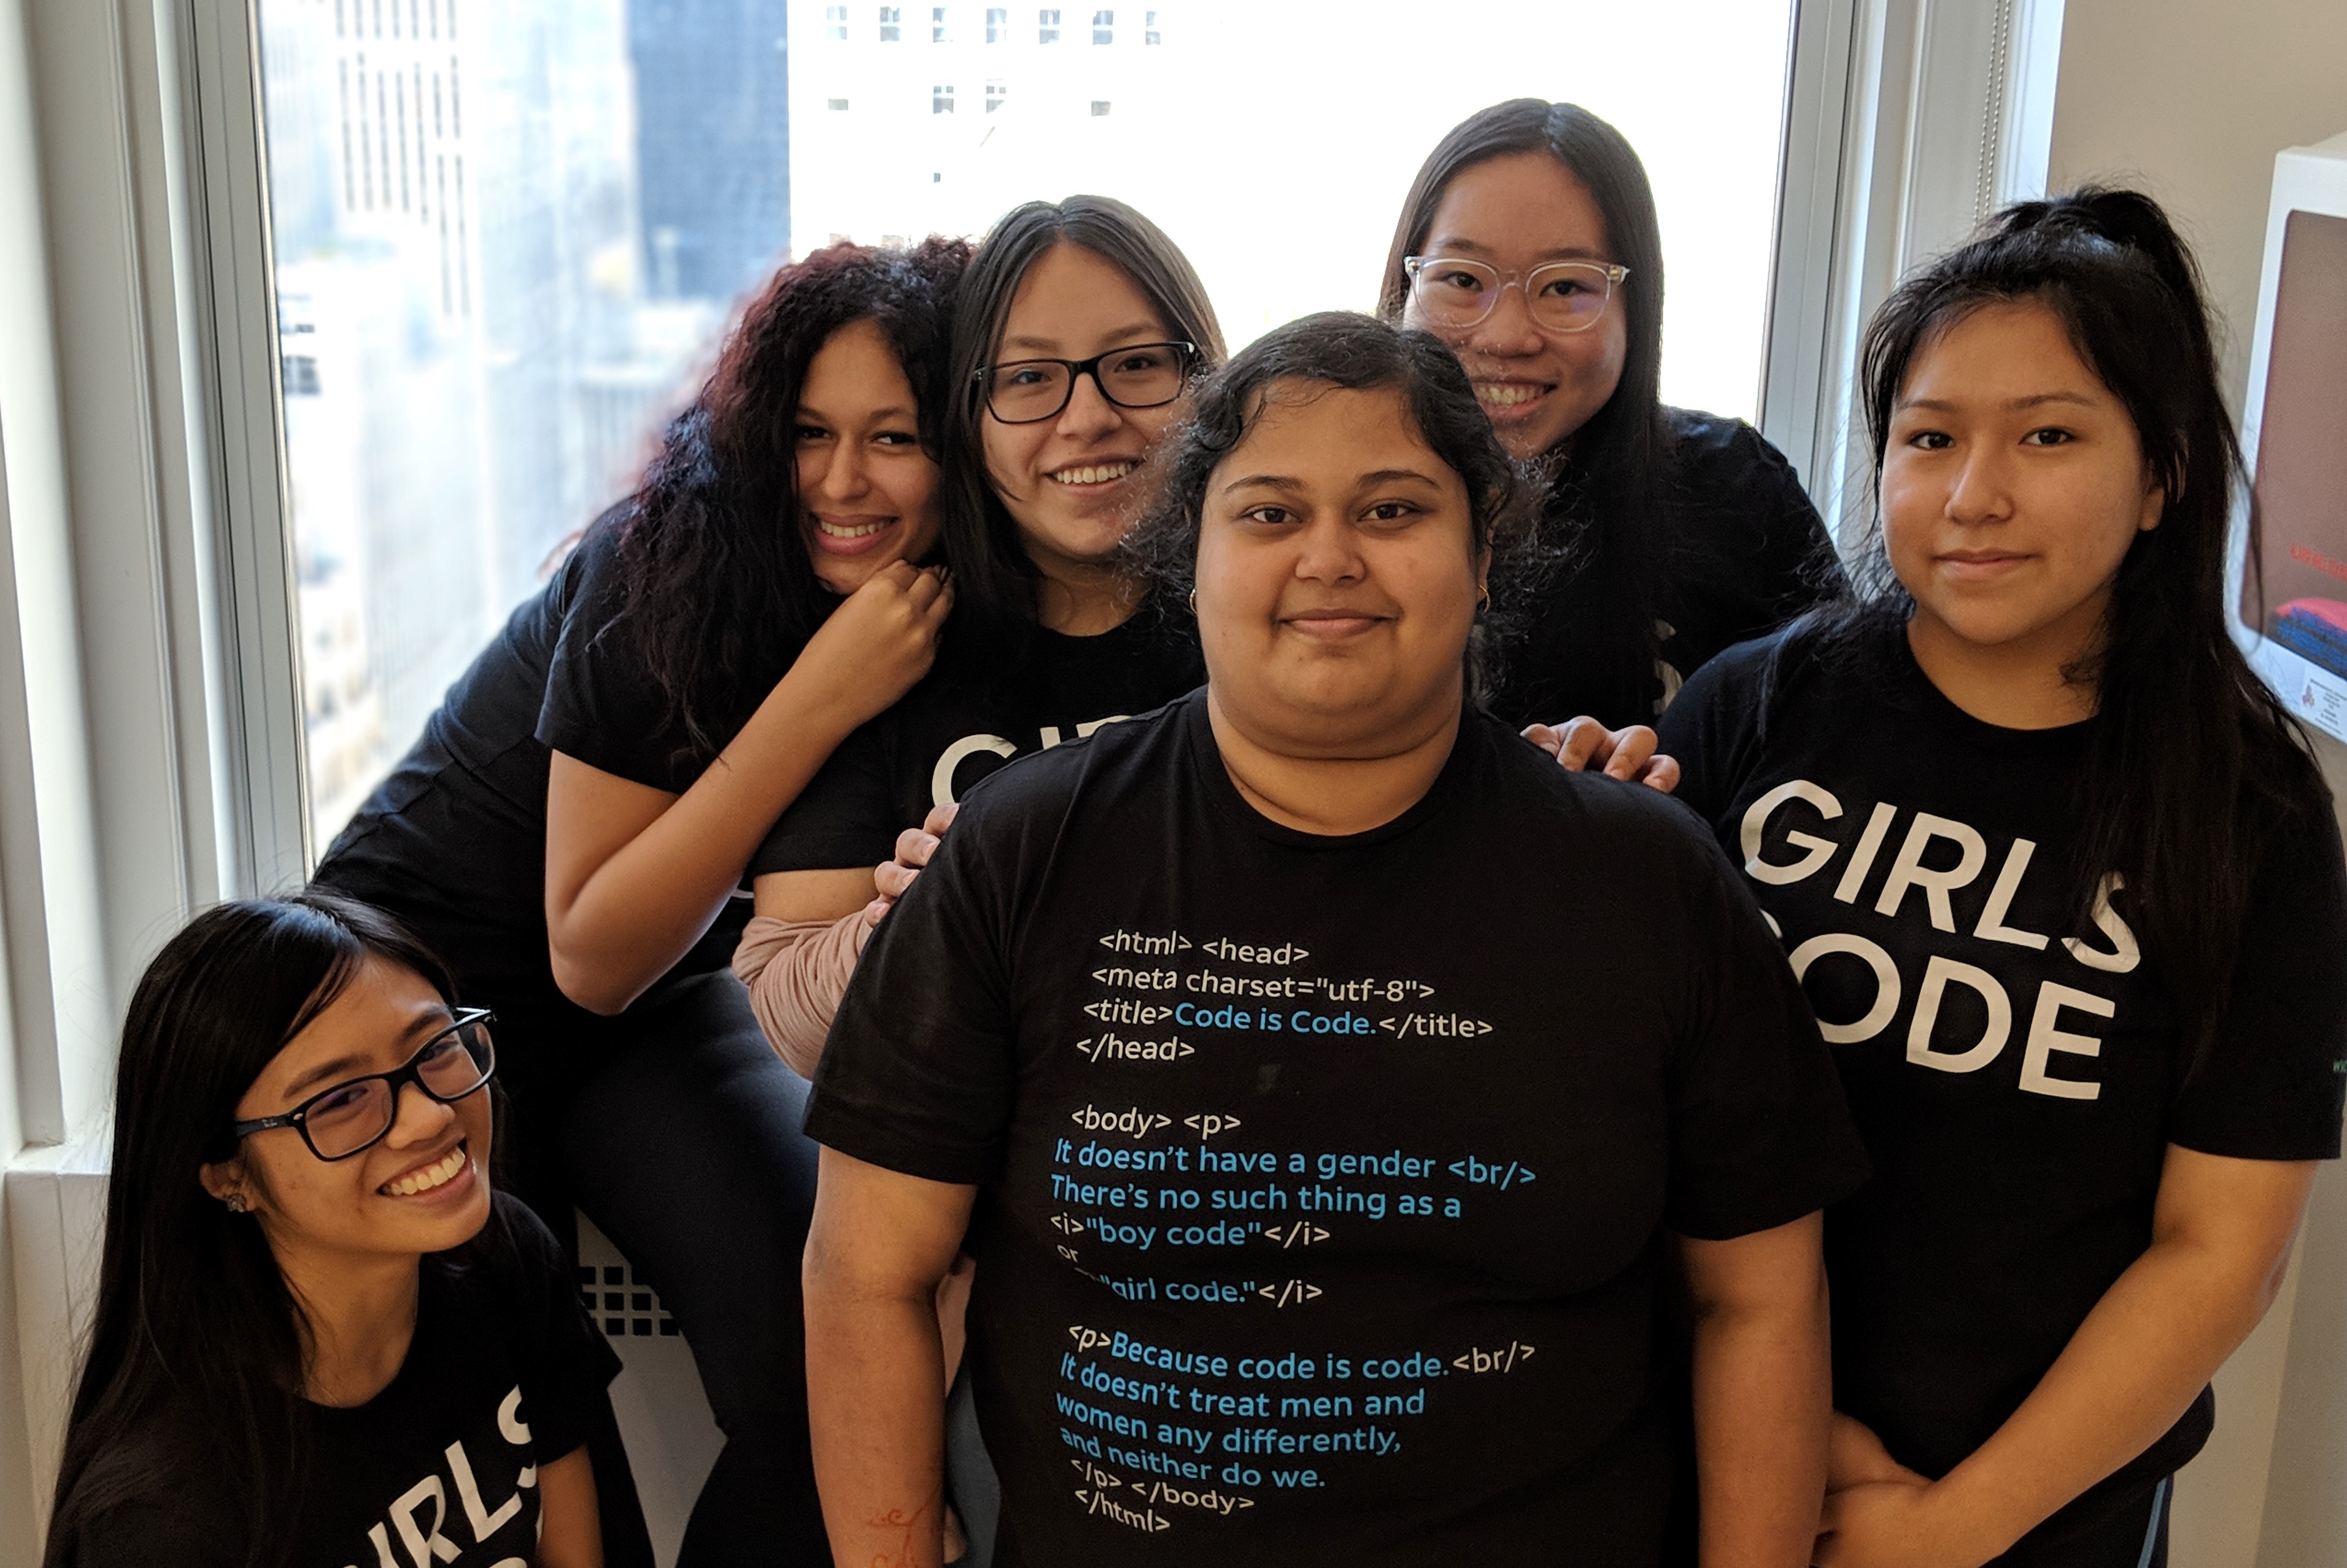 GIRLS
CODE
<html> <head>
<meta charset="utf-8">
<title>Code is Code.</title>
</head>
<body> <p>
It doesn't have a gender <br/>
There's no such thing as a
<i>"boy code"</i>
or
"girl code."</i>
<p>Because code is code.<br/>
It doesn't treat men and
women any differently,
and neither do we.
</p> </body>
</html>
GIRLS